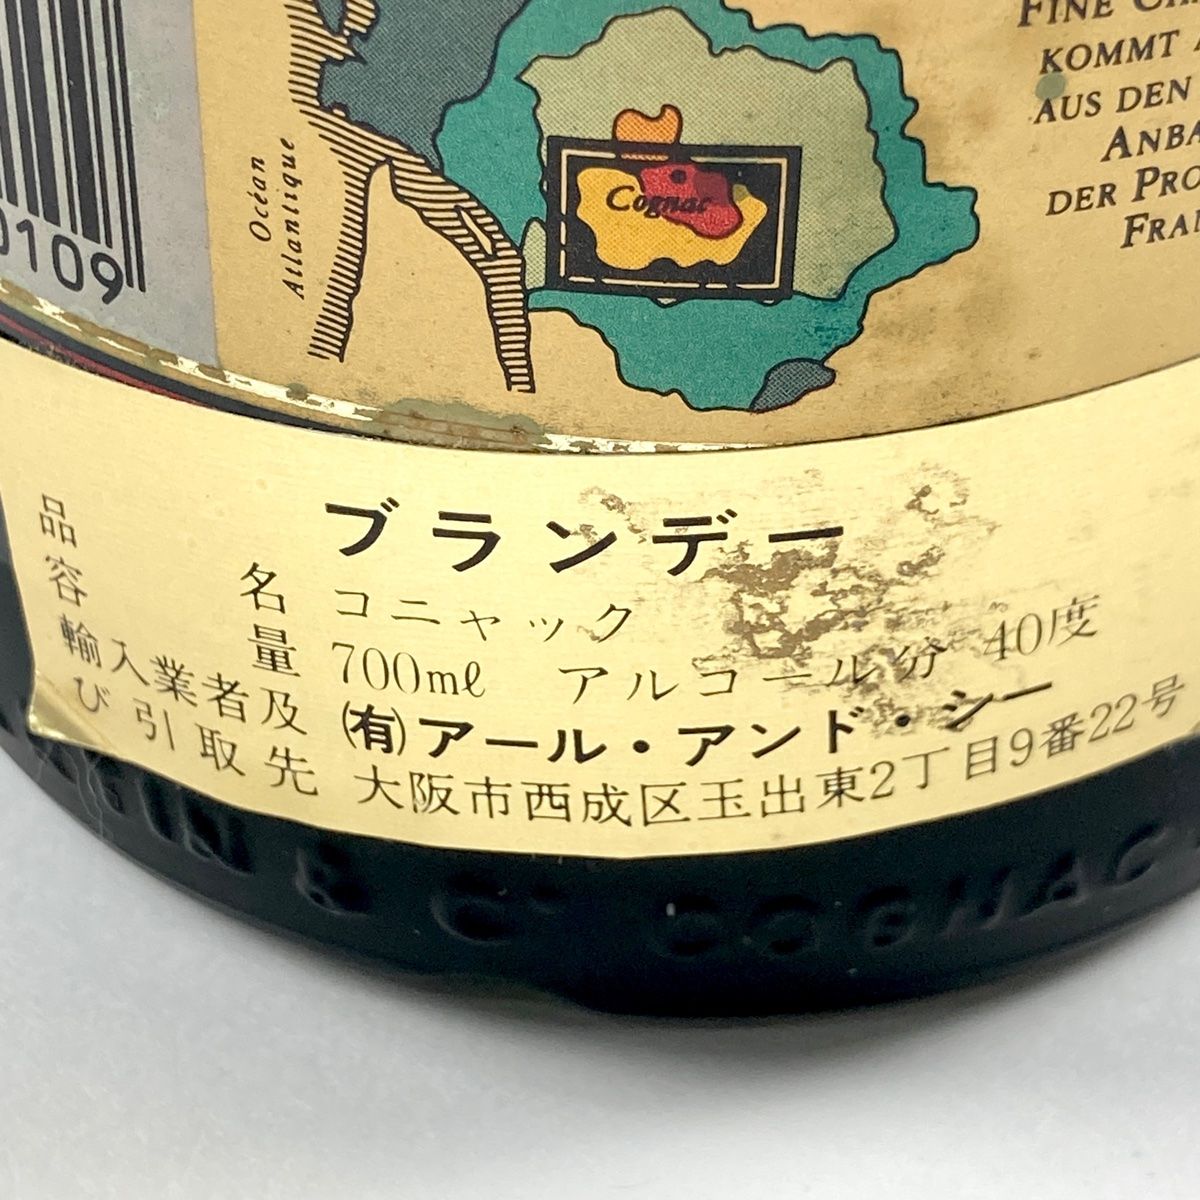 FINE
KOMMT
AUS DEN
DER
Océan
Atlantique
Cognac
0109
ブランデー
品名 コニャック
容量 700mℓ アルコール分 40度
輸入業者及 ㈲アール・アンド・シー
び引取先 大阪市西成区玉出東2丁目9番22号
& Cº COGNAC